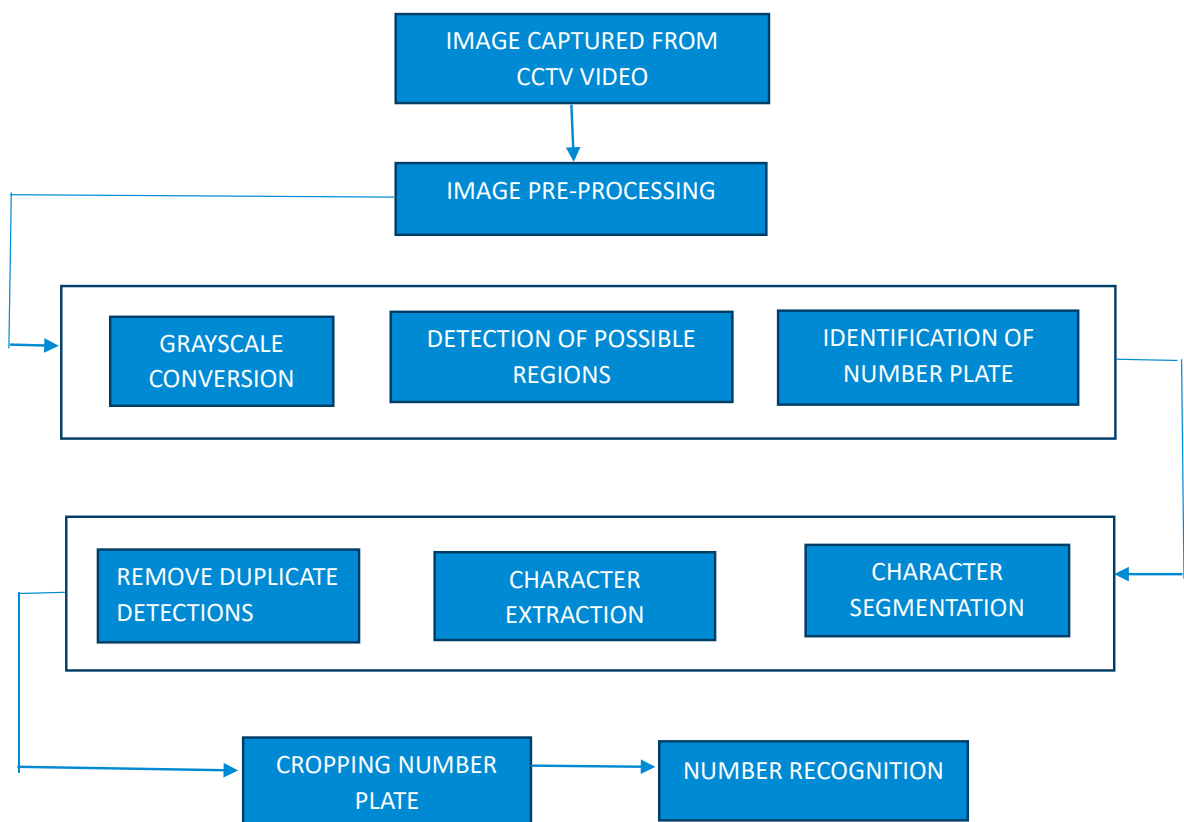 IMAGE CAPTURED FROM
CCTV VIDEO
IMAGE PRE-PROCESSING
GRAYSCALE
CONVERSION
DETECTION OF POSSIBLE
REGIONS
IDENTIFICATION OF
NUMBER PLATE
REMOVE DUPLICATE
DETECTIONS
CHARACTER
EXTRACTION
CHARACTER
SEGMENTATION
CROPPING NUMBER
PLATE
NUMBER RECOGNITION